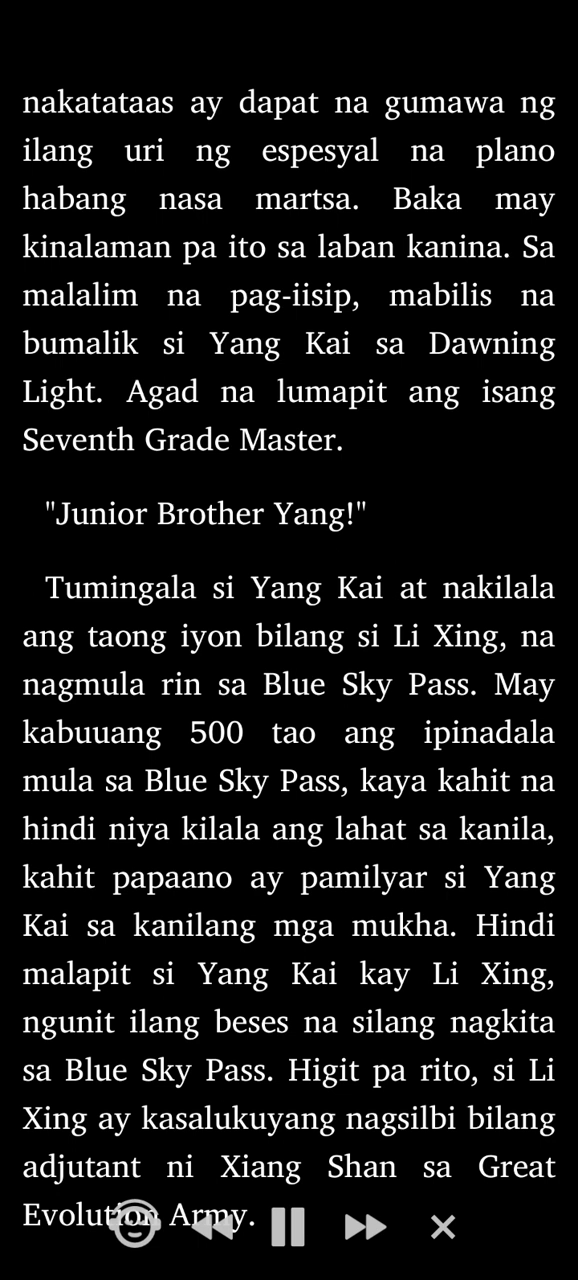 nakatataas ay dapat na gumawa ng
ilang uri ng espesyal na plano
habang nasa martsa. Baka may
kinalaman pa ito sa laban kanina. Sa
malalim na pag-iisip, mabilis na
bumalik si Yang Kai sa Dawning
Light. Agad na lumapit ang isang
Seventh Grade Master.
"Junior Brother Yang!"
Tumingala si Yang Kai at nakilala
ang taong iyon bilang si Li Xing, na
nagmula rin sa Blue Sky Pass. May
kabuuang 500 tao ang ipinadala
mula sa Blue Sky Pass, kaya kahit na
hindi niya kilala ang lahat sa kanila,
kahit papaano ay pamilyar si Yang
Kai sa kanilang mga mukha. Hindi
malapit si Yang Kai kay Li Xing,
ngunit ilang beses na silang nagkita
sa Blue Sky Pass. Higit pa rito, si Li
Xing ay kasalukuyang nagsilbi bilang
adjutant ni Xiang Shan sa Great
Evolution Army.